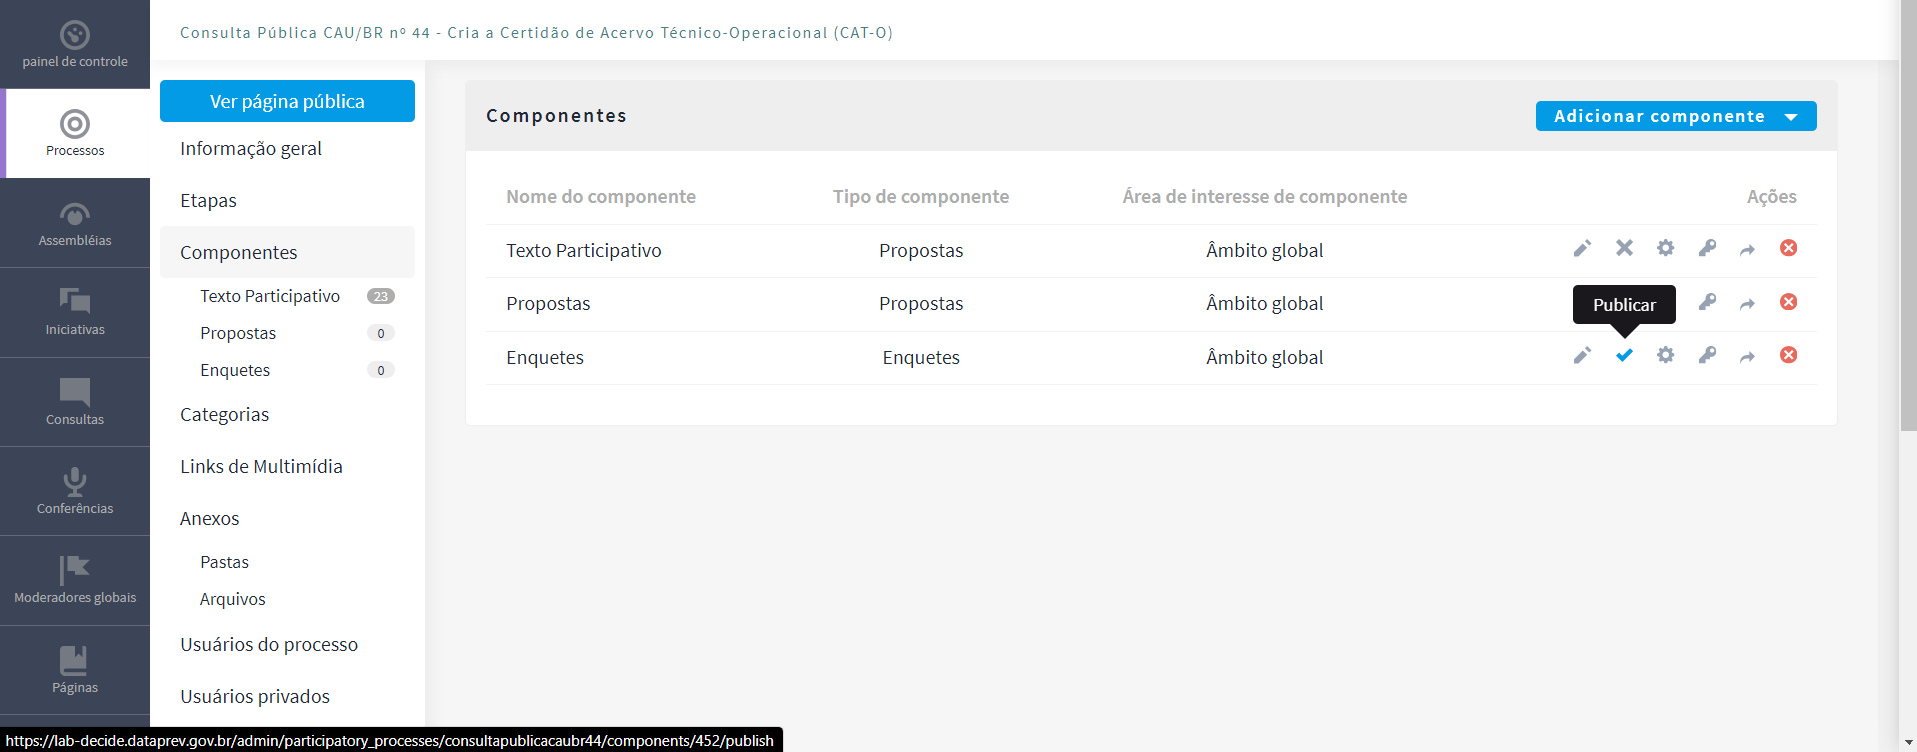 painel de controle
Processos
Assembléias
Iniciativas
Consultas
Conferências
Moderadores globais
Páginas
Consulta Pública CAU/BR nº 44 - Cria a Certidão de Acervo Técnico-Operacional (CAT-O)
Ver página pública
Informação geral
Etapas
Componentes
Texto Participativo 23
Propostas 0
Enquetes 0
Categorias
Links de Multimídia
Anexos
Pastas
Arquivos
Usuários do processo
Usuários privados
Componentes
Adicionar componente
Nome do componente Tipo de componente Área de interesse de componente Ações
Texto Participativo Propostas Âmbito global
Propostas Propostas Âmbito global
Publicar
Enquetes Enquetes Âmbito global
https://lab-decide.dataprev.gov.br/admin/participatory_processes/consultapublicacaubr44/components/452/publish